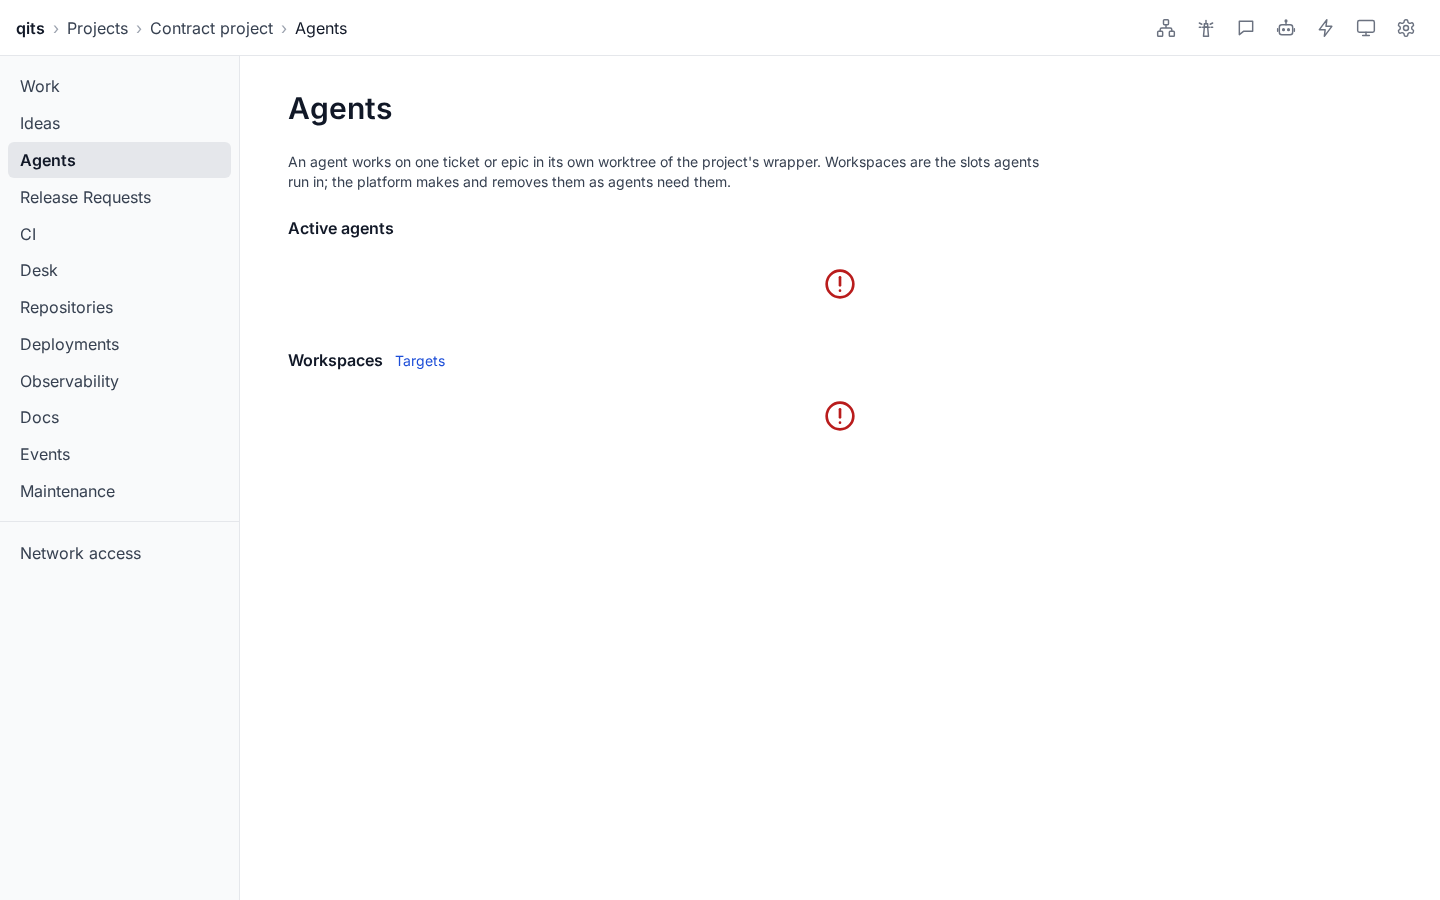 qits › Projects › Contract project › Agents
Work
Ideas
Agents
Release Requests
CI
Desk
Repositories
Deployments
Observability
Docs
Events
Maintenance
Network access
Agents
An agent works on one ticket or epic in its own worktree of the project's wrapper. Workspaces are the slots agents
run in; the platform makes and removes them as agents need them.
Active agents
Workspaces Targets